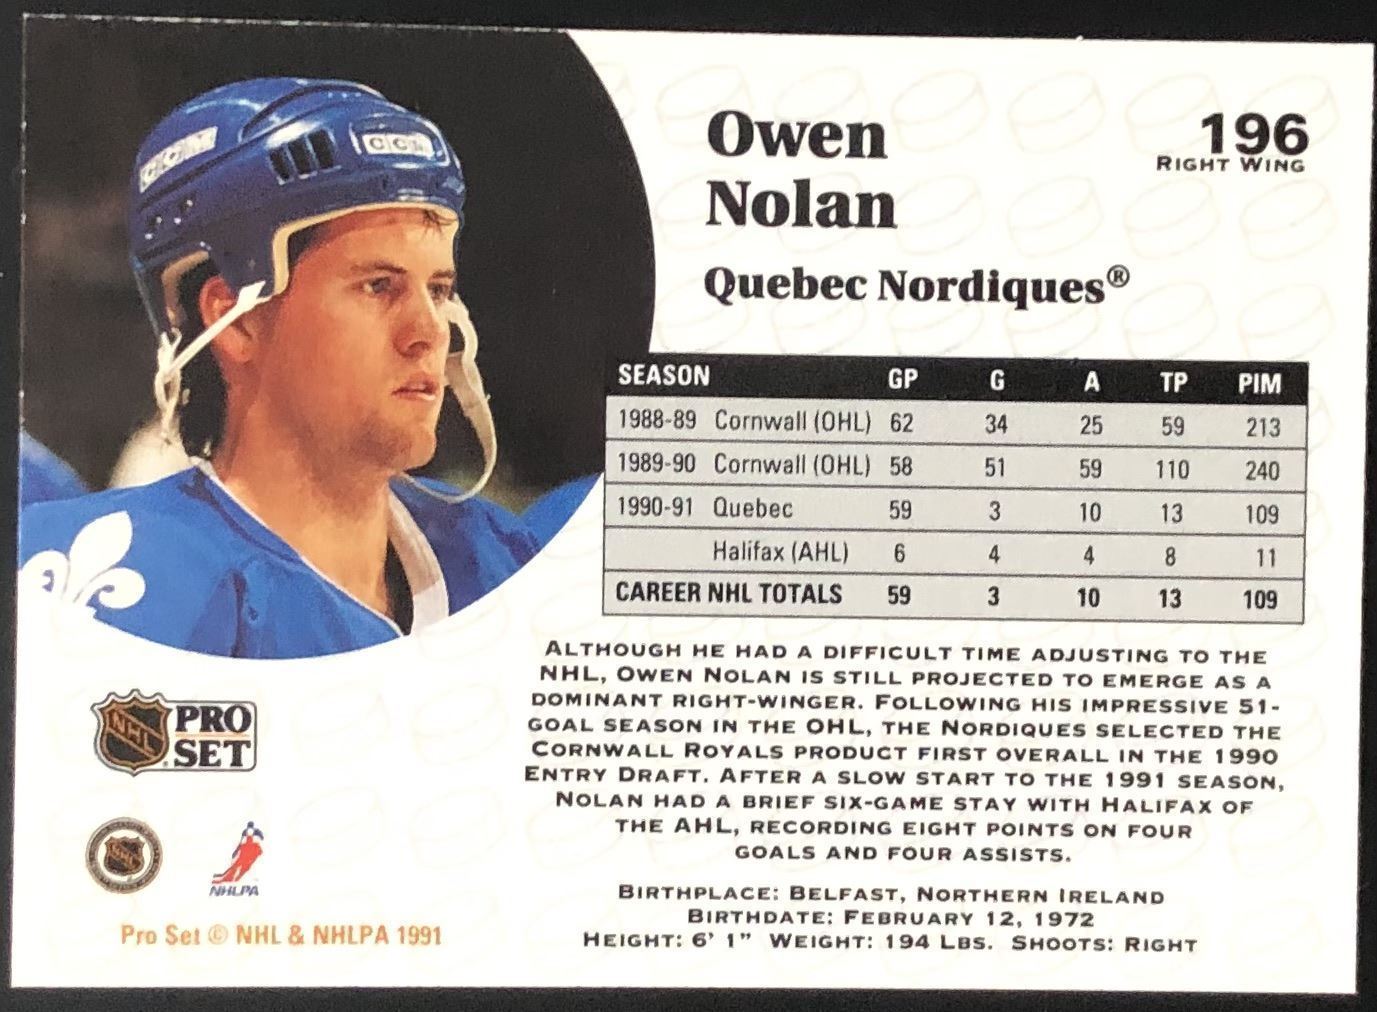 CCM
CCM
Owen
Nolan
196
RIGHT WING
Quebec Nordiques®
SEASON GP G A TP PIM
1988-89 Cornwall (OHL) 62 34 25 59 213
1989-90 Cornwall (OHL) 58 51 59 110 240
1990-91 Quebec 59 3 10 13 109
Halifax (AHL) 6 4 4 8 11
CAREER NHL TOTALS 59 3 10 13 109
ALTHOUGH HE HAD A DIFFICULT TIME ADJUSTING TO THE
NHL, OWEN NOLAN IS STILL PROJECTED TO EMERGE AS A
DOMINANT RIGHT-WINGER. FOLLOWING HIS IMPRESSIVE 51-
GOAL SEASON IN THE OHL, THE NORDIQUES SELECTED THE
CORNWALL ROYALS PRODUCT FIRST OVERALL IN THE 1990
ENTRY DRAFT. AFTER A SLOW START TO THE 1991 SEASON,
NOLAN HAD A BRIEF SIX-GAME STAY WITH HALIFAX OF
THE AHL, RECORDING EIGHT POINTS ON FOUR
GOALS AND FOUR ASSISTS.
BIRTHPLACE: BELFAST, NORTHERN IRELAND
BIRTHDATE: FEBRUARY 12, 1972
HEIGHT: 6' 1" WEIGHT: 194 LBS. SHOOTS: RIGHT
NHL
PRO
SET
NHL
NHLPA
Pro Set © NHL & NHLPA 1991